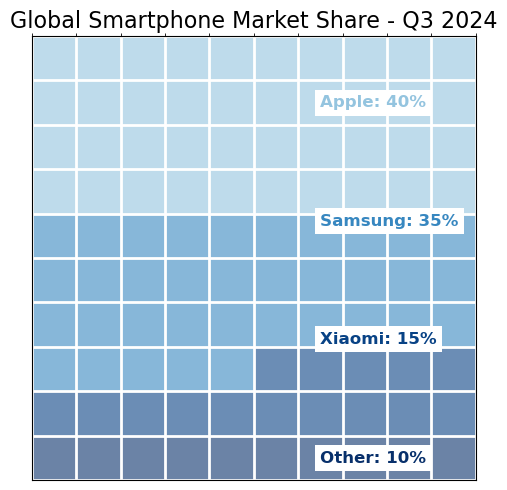 Global Smartphone Market Share - Q3 2024
Apple: 40%
Samsung: 35%
Xiaomi: 15%
Other: 10%